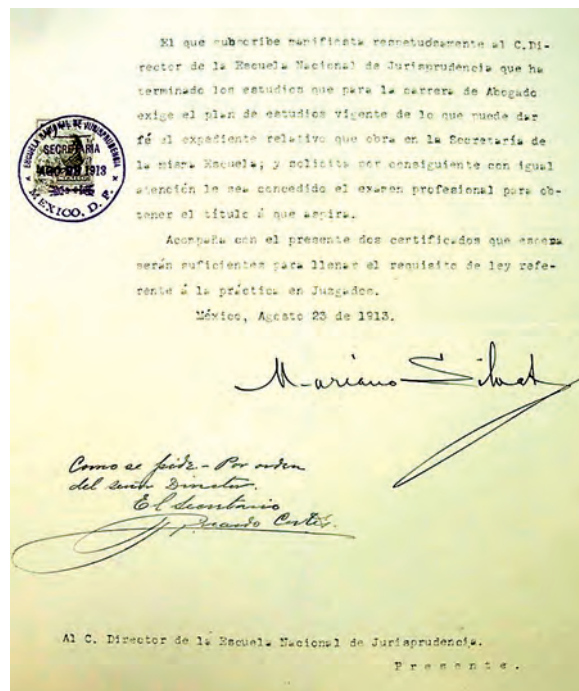 El que subscribe manifiesta respetuosamente al C.Di-
rector de la Escuela Nacional de Jurisprudencia que ha
terminado los estudios que para la carrera de Abogado
exige el plan de estudios vigente de lo que puede dar
fé el expediente relativo que obra en la Secretaría de
la misma Escuela; y solicita por consiguiente con igual
atención le sea concedido el examen profesional para ob-
tener el título á que aspira.
Acompaña con el presente dos certificados que espera
serán suficientes para llenar el requisito de ley refe-
rente á la práctica en Juzgados.
México, Agosto 23 de 1913.
ESCUELA NACIONAL DE JURISPRUDENCIA
SECRETARIA
1913
MEXICO. D. F.
Mariano Silva
Como se pide - Por orden
del señor Director.
El Secretario
Ricardo Cortés.
Al C. Director de la Escuela Nacional de Jurisprudencia.
Presente.